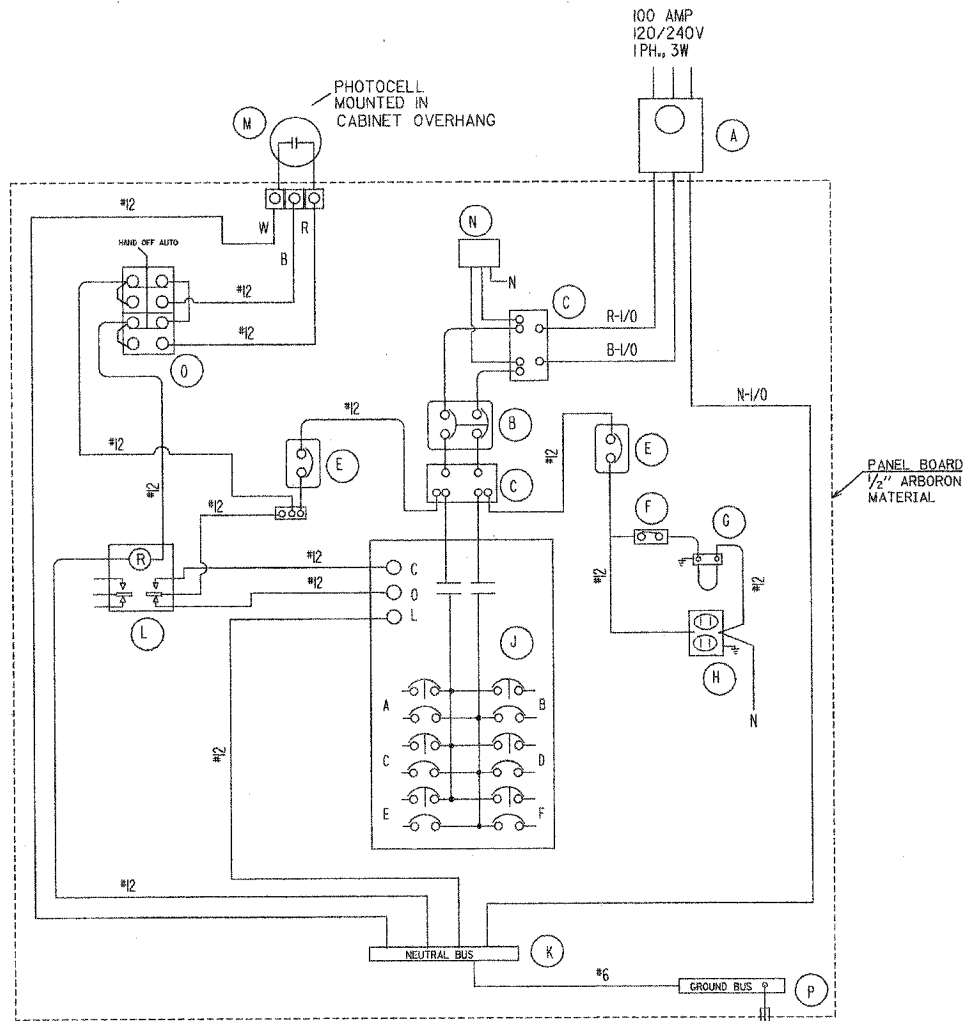 100 AMP
120/240V
1PH., 3W
PHOTOCELL
MOUNTED IN
CABINET OVERHANG
M
A
#12
W
R
B
N
HAND OFF AUTO
N
C
#12
R-1/0
#12
B-1/0
O
N-1/0
#12
B
#12
E
#12
E
PANEL BOARD
1/2" ARBORON
MATERIAL
#12
C
#12
F
G
R
#12
C
#12
#12
#12
O
L
L
J
H
A
B
N
#12
C
D
E
F
#12
NEUTRAL BUS
K
#6
GROUND BUS
P